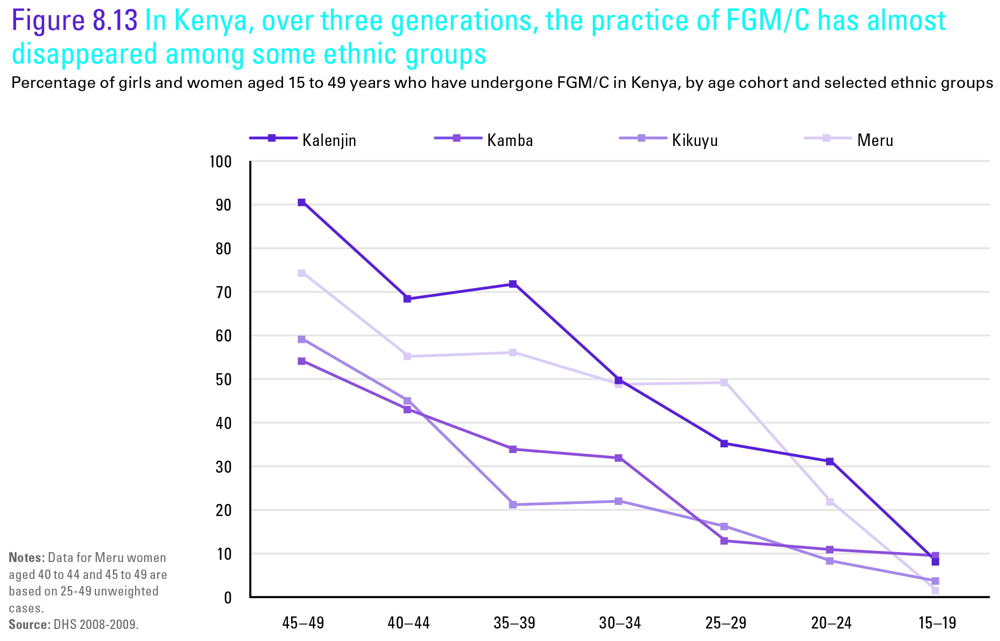 Figure 8.13 In Kenya, over three generations, the practice of FGM/C has almost
disappeared among some ethnic groups
Percentage of girls and women aged 15 to 49 years who have undergone FGM/C in Kenya, by age cohort and selected ethnic groups
Kalenjin Kamba Kikuyu Meru
100
90
80
70
60
50
40
30
20
10
0
45–49 40–44 35–39 30–34 25–29 20–24 15–19
Notes: Data for Meru women
aged 40 to 44 and 45 to 49 are
based on 25-49 unweighted
cases.
Source: DHS 2008-2009.